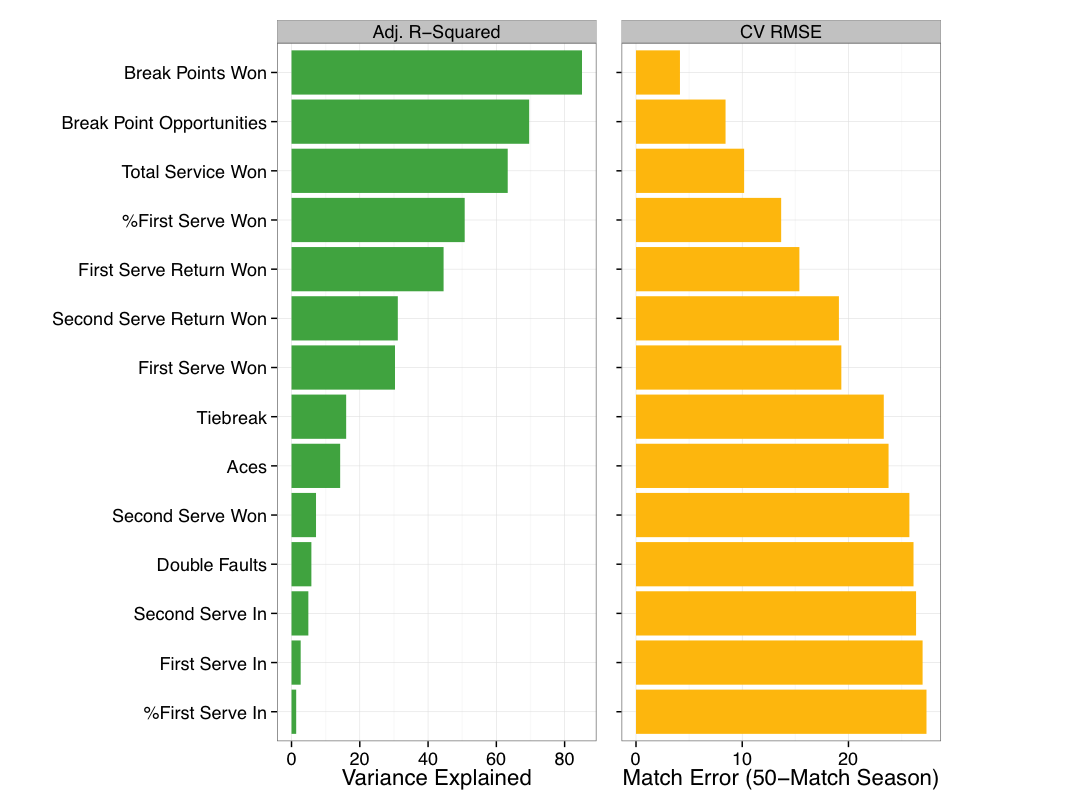 Adj. R−Squared
CV RMSE
Break Points Won
Break Point Opportunities
Total Service Won
%First Serve Won
First Serve Return Won
Second Serve Return Won
First Serve Won
Tiebreak
Aces
Second Serve Won
Double Faults
Second Serve In
First Serve In
%First Serve In
0 20 40 60 80
0 10 20
Variance Explained
Match Error (50−Match Season)